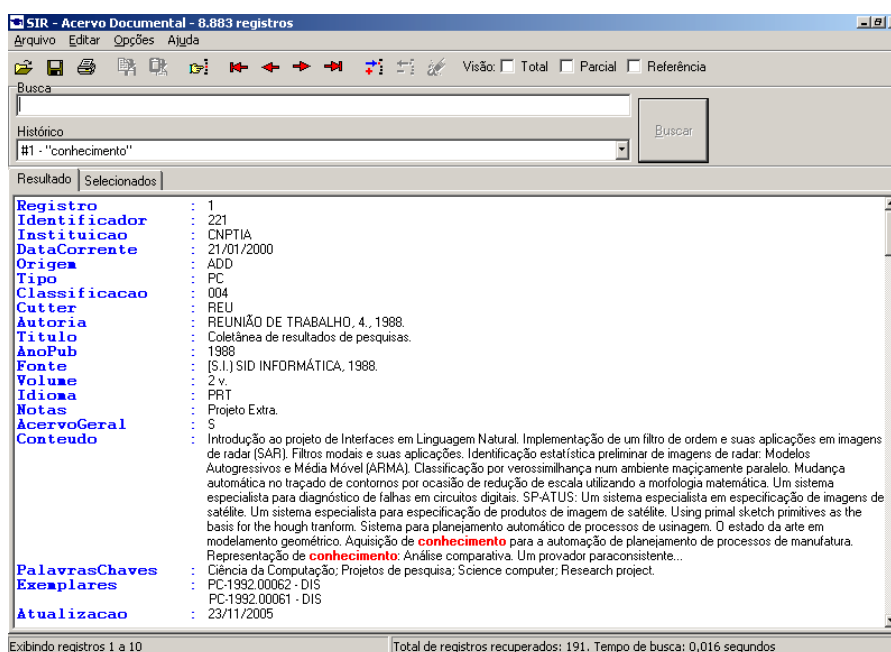 SIR - Acervo Documental - 8.883 registros
Arquivo Editar Opções Ajuda
Visão: Total Parcial Referência
Busca
Histórico
Buscar
#1 - "conhecimento"
Resultado Selecionados
Registro : 1
Identificador : 221
Instituicao : CNPTIA
DataCorrente : 21/01/2000
Origem : ADD
Tipo : PC
Classificacao : 004
Cutter : REU
Autoria : REUNIÃO DE TRABALHO, 4., 1988.
Titulo : Coletânea de resultados de pesquisas.
AnoPub : 1988
Fonte : [S.I.] SID INFORMÁTICA, 1988.
Volume : 2 v.
Idioma : PRT
Notas : Projeto Extra.
AcervoGeral : S
Conteudo : Introdução ao projeto de Interfaces em Linguagem Natural. Implementação de um filtro de ordem e suas aplicações em imagens
de radar (SAR). Filtros modais e suas aplicações. Identificação estatística preliminar de imagens de radar: Modelos
Autogressivos e Média Móvel (ARMA). Classificação por verossimilhança num ambiente maçiçamente paralelo. Mudança
automática no traçado de contornos por ocasião de redução de escala utilizando a morfologia matemática. Um sistema
especialista para diagnóstico de falhas em circuitos digitais. SP-ATUS: Um sistema especialista em especificação de imagens de
satélite. Um sistema especialista para especificação de produtos de imagem de satélite. Using primal sketch primitives as the
basis for the hough tranform. Sistema para planejamento automático de processos de usinagem. O estado da arte em
modelamento geométrico. Aquisição de conhecimento para a automação de planejamento de processos de manufatura.
Representação de conhecimento: Análise comparativa. Um provador paraconsistente...
PalavrasChaves : Ciência da Computação; Projetos de pesquisa; Science computer; Research project.
Exemplares : PC-1992.00062 - DIS
PC-1992.00061 - DIS
Atualizacao : 23/11/2005
Exibindo registros 1 a 10 Total de registros recuperados: 191. Tempo de busca: 0,016 segundos